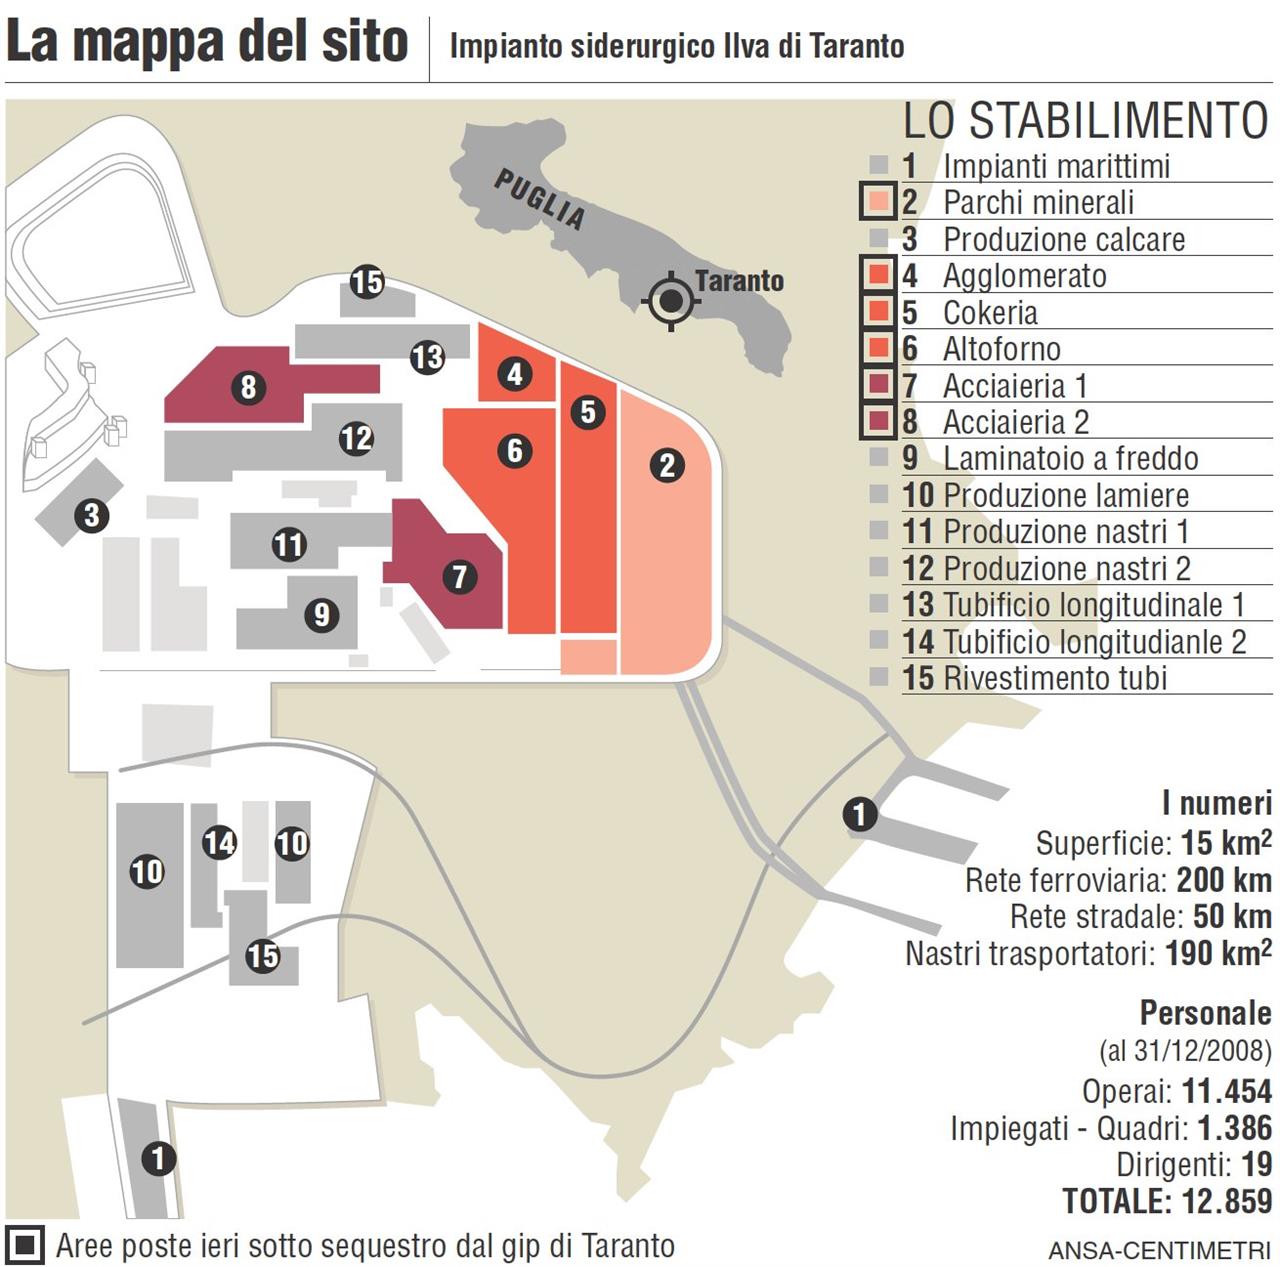 La mappa del sito
Impianto siderurgico Ilva di Taranto
LO STABILIMENTO
1 Impianti marittimi
2 Parchi minerali
3 Produzione calcare
4 Agglomerato
5 Cokeria
6 Altoforno
7 Acciaieria 1
8 Acciaieria 2
9 Laminatoio a freddo
10 Produzione lamiere
11 Produzione nastri 1
12 Produzione nastri 2
13 Tubificio longitudinale 1
14 Tubificio longitudianle 2
15 Rivestimento tubi
PUGLIA
Taranto
15
13
8
4
5
12
6
2
3
11
7
9
1
14
10
10
15
1
I numeri
Superficie: 15 km²
Rete ferroviaria: 200 km
Rete stradale: 50 km
Nastri trasportatori: 190 km²
Personale
(al 31/12/2008)
Operai: 11.454
Impiegati - Quadri: 1.386
Dirigenti: 19
TOTALE: 12.859
Aree poste ieri sotto sequestro dal gip di Taranto
ANSA-CENTIMETRI